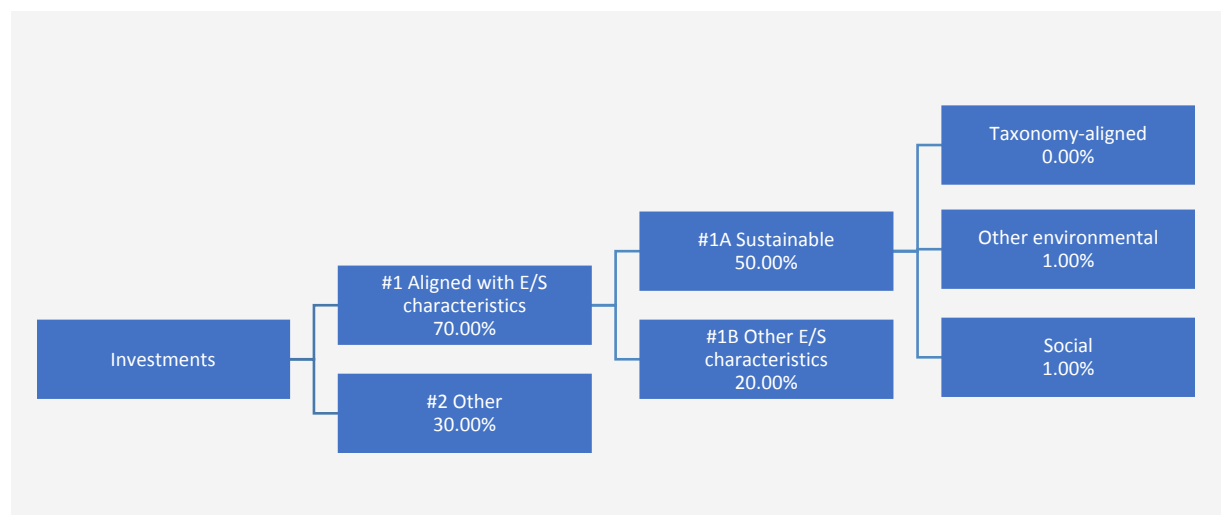 Investments
#1 Aligned with E/S
characteristics
70.00%
#2 Other
30.00%
#1A Sustainable
50.00%
#1B Other E/S
characteristics
20.00%
Taxonomy-aligned
0.00%
Other environmental
1.00%
Social
1.00%